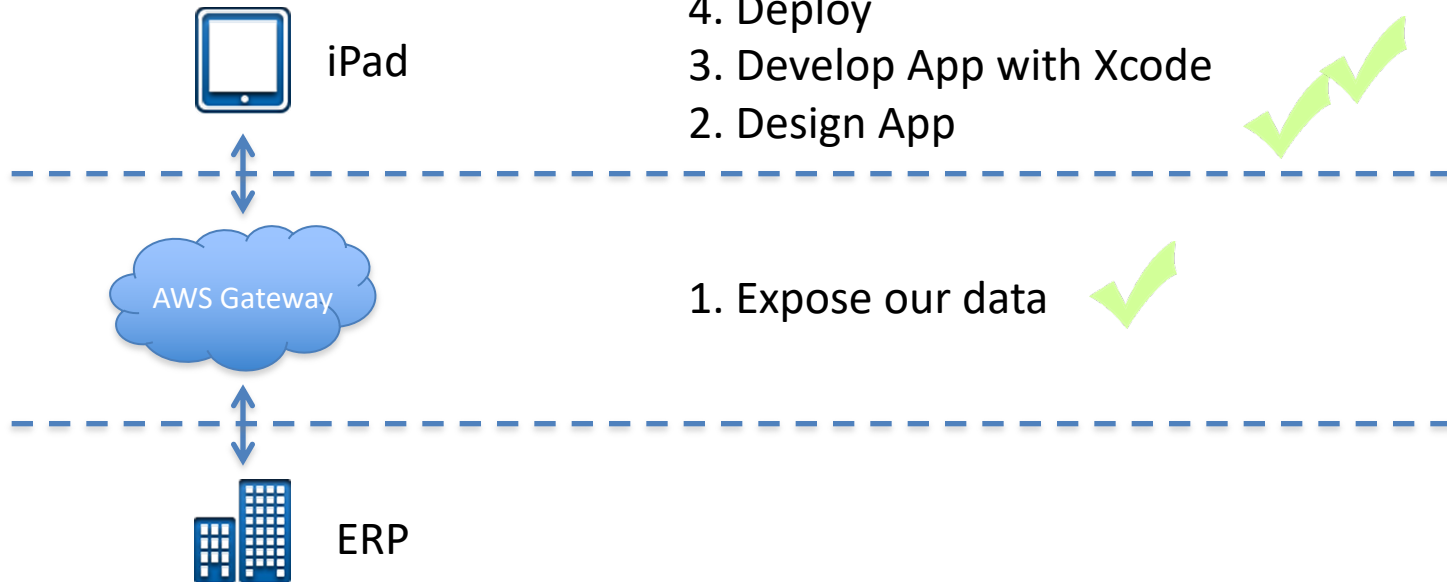 4. Deploy
iPad
3. Develop App with Xcode
2. Design App
AWS Gateway
1. Expose our data
ERP